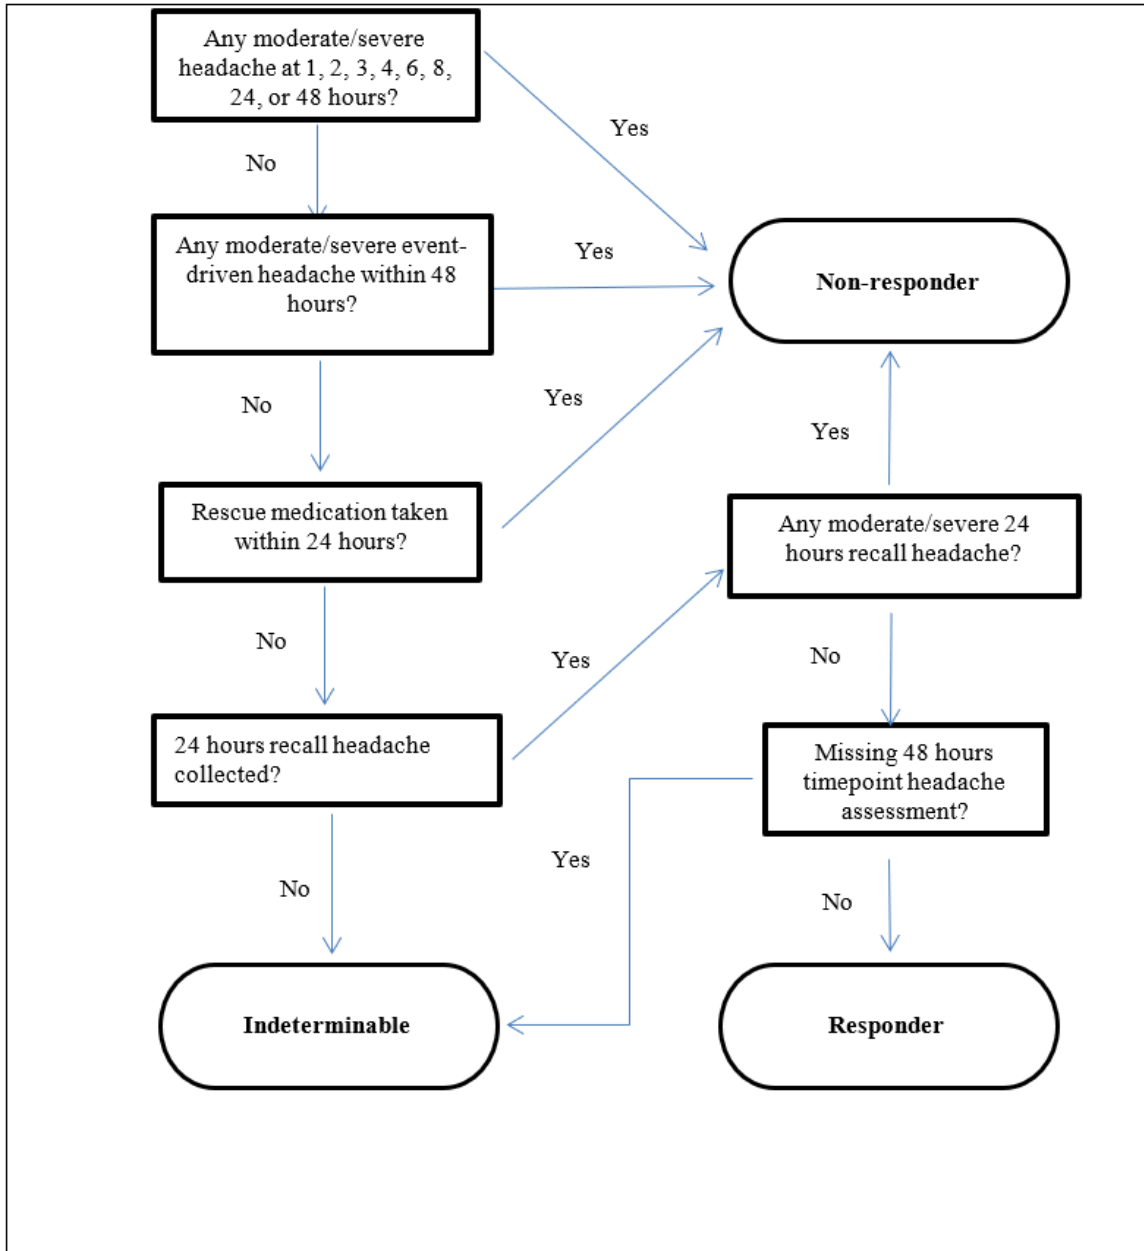 Any moderate/severe
headache at 1, 2, 3, 4, 6, 8,
24, or 48 hours?
Yes
No
Any moderate/severe event-
driven headache within 48
hours?
Yes
Non-responder
No
Yes
Yes
Rescue medication taken
within 24 hours?
Any moderate/severe 24
hours recall headache?
No
Yes
No
24 hours recall headache
collected?
Missing 48 hours
timepoint headache
assessment?
Yes
No
No
Indeterminable
Responder